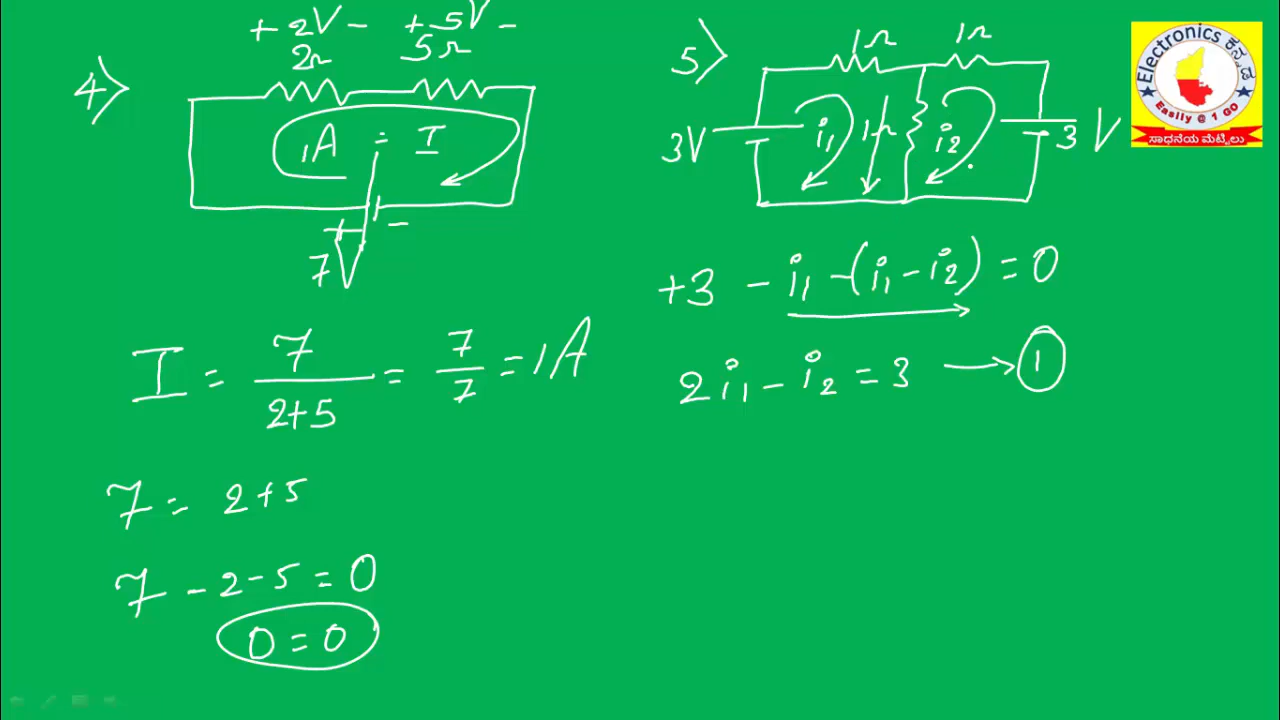 4)
+ 2V - + 5V -
2Ω 5Ω
1A = I
+ -
7V
I = 7/(2+5) = 7/7 = 1A
7 = 2+5
7 - 2 - 5 = 0
0 = 0
5)
1Ω 1Ω
3V i₁ 1Ω i₂ 3V
+3 - i₁ - (i₁ - i₂) = 0
2i₁ - i₂ = 3 → ①
Electronics ಕನ್ನಡ
Easily @ 1 GO
ಸಾಧನೆಯ ಮೆಟ್ಟಿಲು